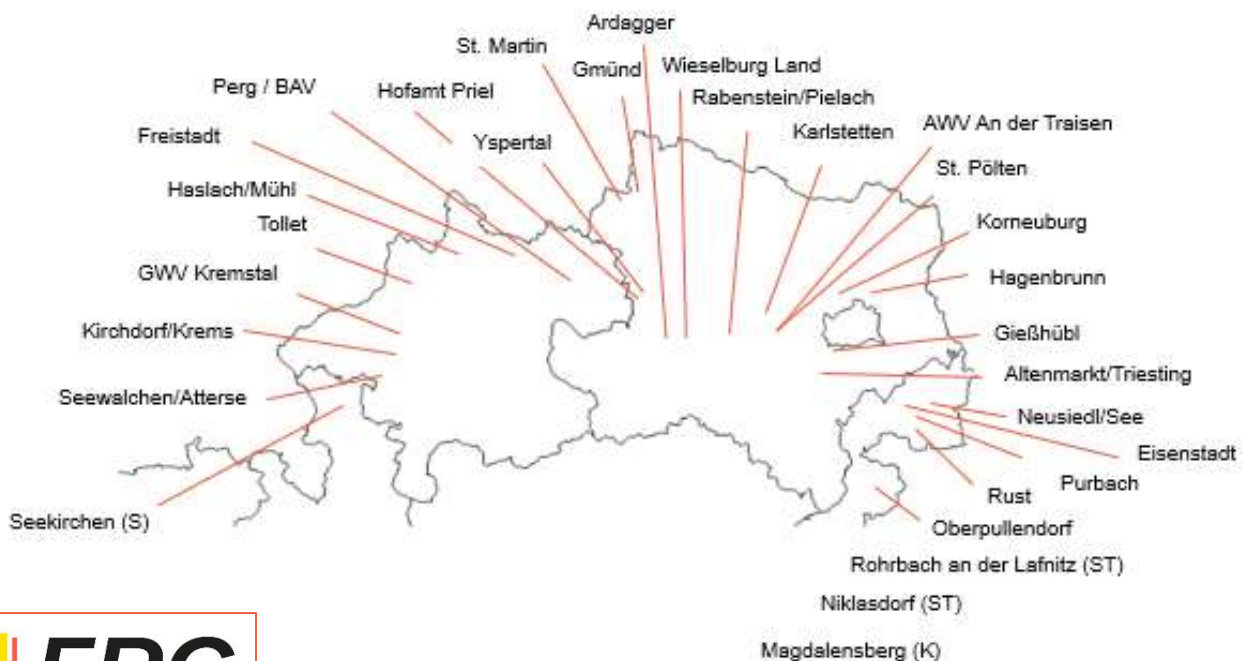 Ardagger
St. Martin
Gmünd
Wieselburg Land
Perg / BAV
Hofamt Priel
Rabenstein/Pielach
Freistadt
Yspertal
Karlstetten
AWV An der Traisen
St. Pölten
Haslach/Mühl
Tollet
Korneuburg
GWV Kremstal
Hagenbrunn
Kirchdorf/Krems
Gießhübl
Altenmarkt/Triesting
Seewalchen/Atterse
Neusiedl/See
Eisenstadt
Purbach
Rust
Seekirchen (S)
Oberpullendorf
Rohrbach an der Lafnitz (ST)
Niklasdorf (ST)
Magdalensberg (K)